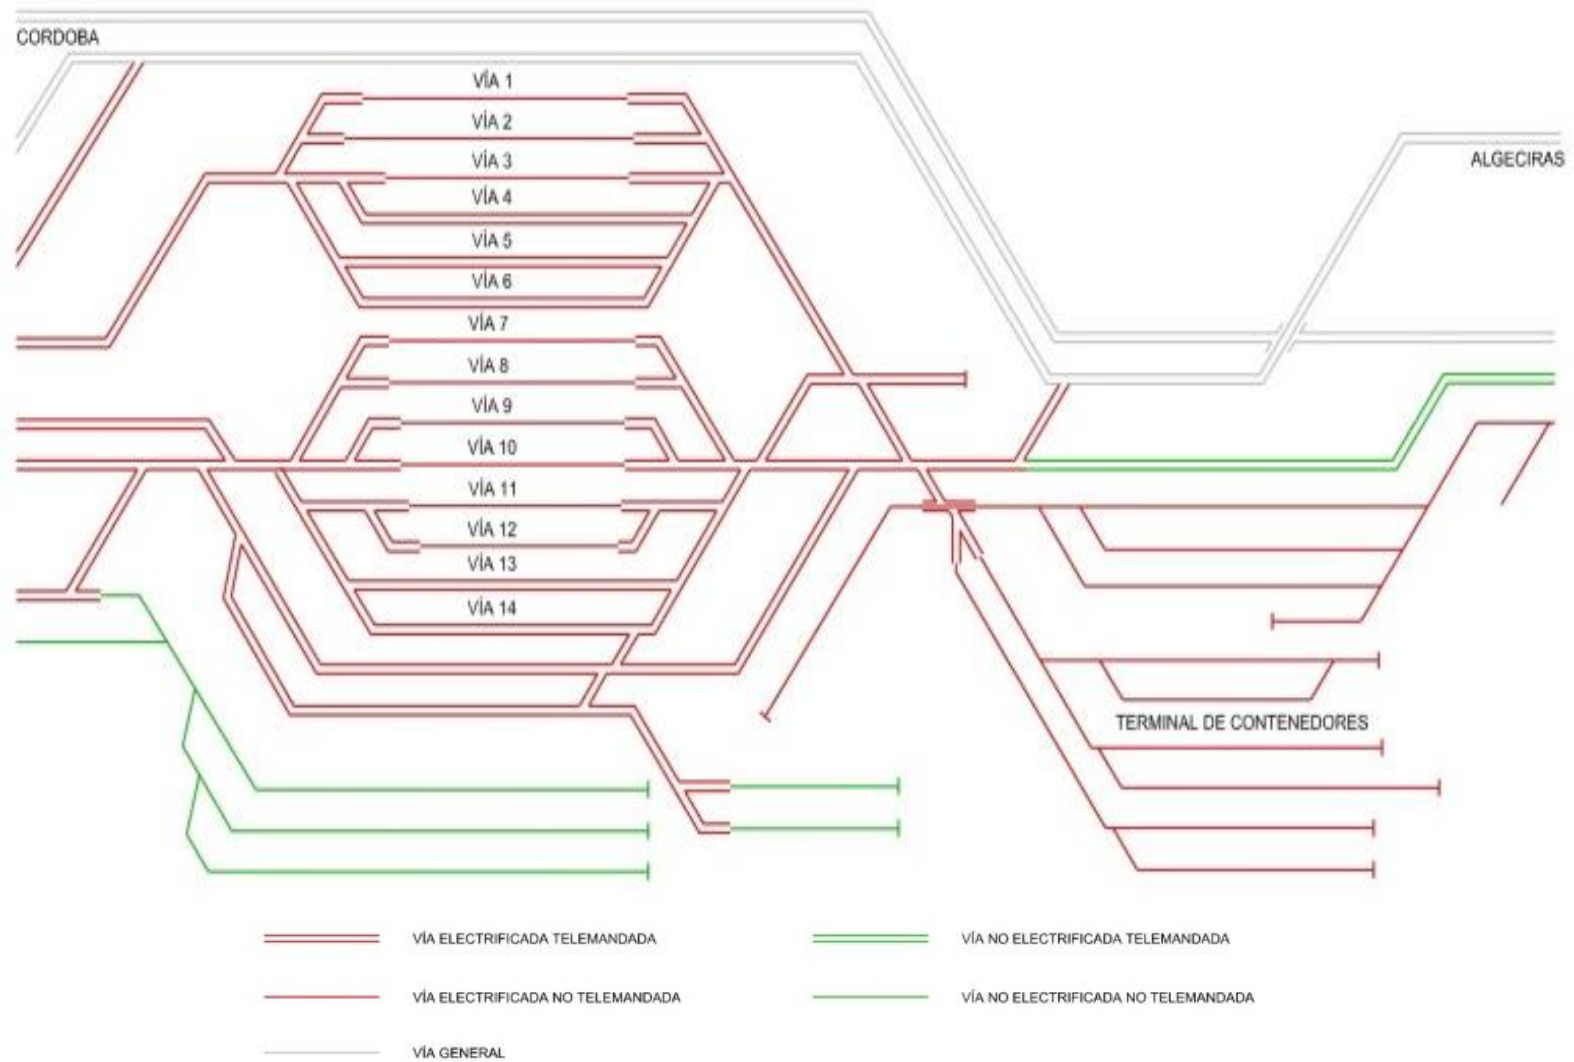 CORDOBA
VÍA 1
VÍA 2
VÍA 3
ALGECIRAS
VÍA 4
VÍA 5
VÍA 6
VÍA 7
VÍA 8
VÍA 9
VÍA 10
VÍA 11
VÍA 12
VÍA 13
VÍA 14
TERMINAL DE CONTENEDORES
VÍA ELECTRIFICADA TELEMANDADA
VÍA NO ELECTRIFICADA TELEMANDADA
VÍA ELECTRIFICADA NO TELEMANDADA
VÍA NO ELECTRIFICADA NO TELEMANDADA
VÍA GENERAL